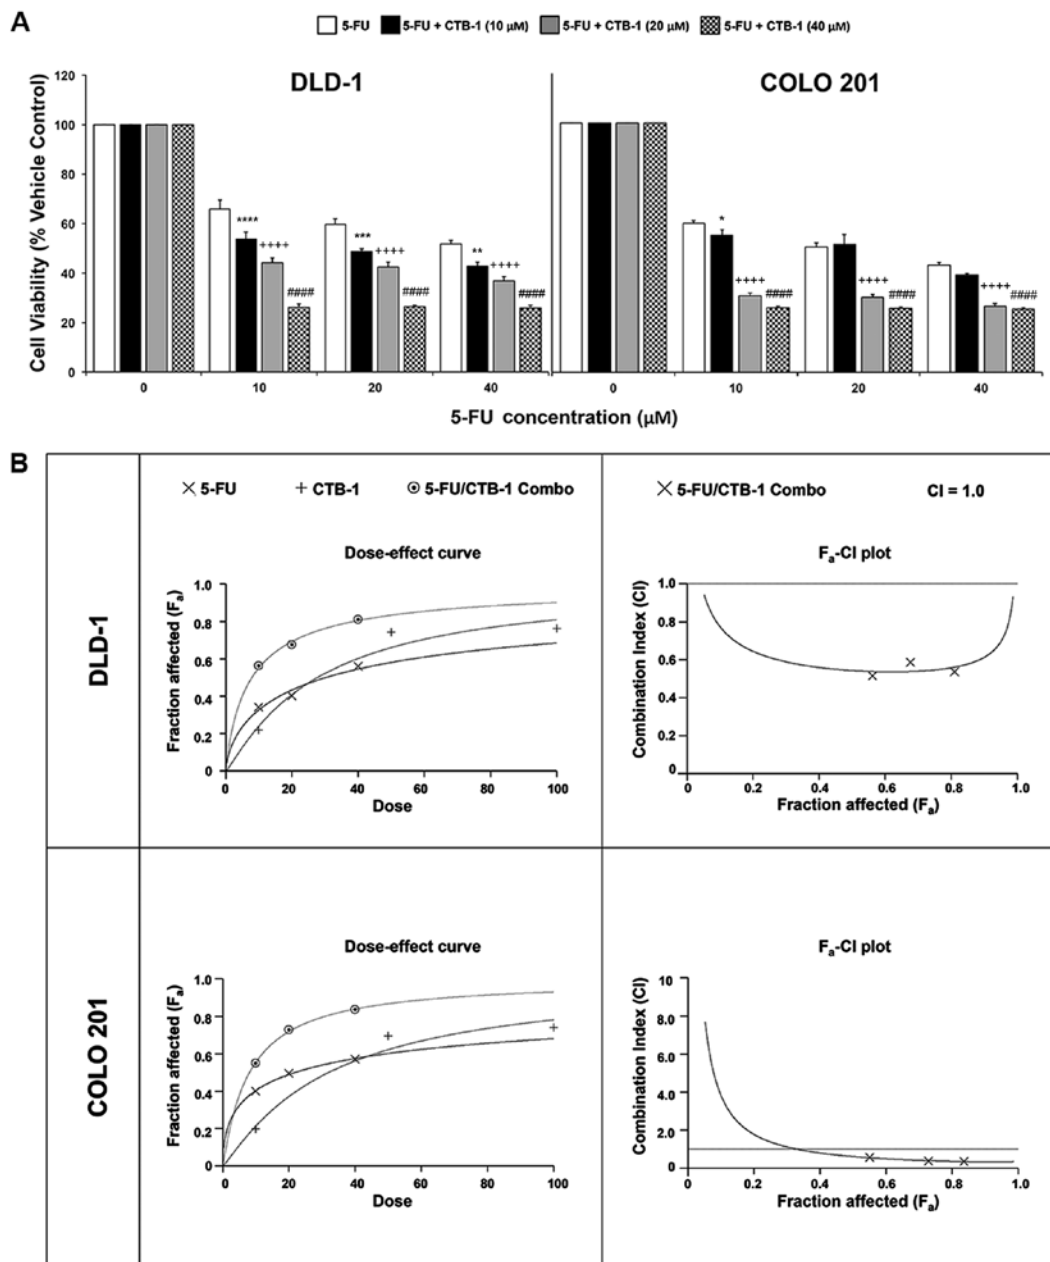 A
5-FU 5-FU + CTB-1 (10 μM) 5-FU + CTB-1 (20 μM) 5-FU + CTB-1 (40 μM)
DLD-1 COLO 201
Cell Viability (% Vehicle Control)
120
100
80
60
40
20
0
**** ++++ ####
*** ++++ ####
** ++++ ####
* ++++ ####
++++ ####
++++ ####
0 10 20 40 0 10 20 40
5-FU concentration (μM)
B
DLD-1
5-FU CTB-1 5-FU/CTB-1 Combo
Dose-effect curve
Fraction affected (Fₐ)
1.0
0.8
0.6
0.4
0.2
0
0 20 40 60 80 100
Dose
5-FU/CTB-1 Combo CI = 1.0
Fₐ-CI plot
Combination Index (CI)
1.0
0.8
0.6
0.4
0.2
0
0 0.2 0.4 0.6 0.8 1.0
Fraction affected (Fₐ)
COLO 201
Dose-effect curve
Fraction affected (Fₐ)
1.0
0.8
0.6
0.4
0.2
0
0 20 40 60 80 100
Dose
Fₐ-CI plot
Combination Index (CI)
10
8.0
6.0
4.0
2.0
0
0 0.2 0.4 0.6 0.8 1.0
Fraction affected (Fₐ)